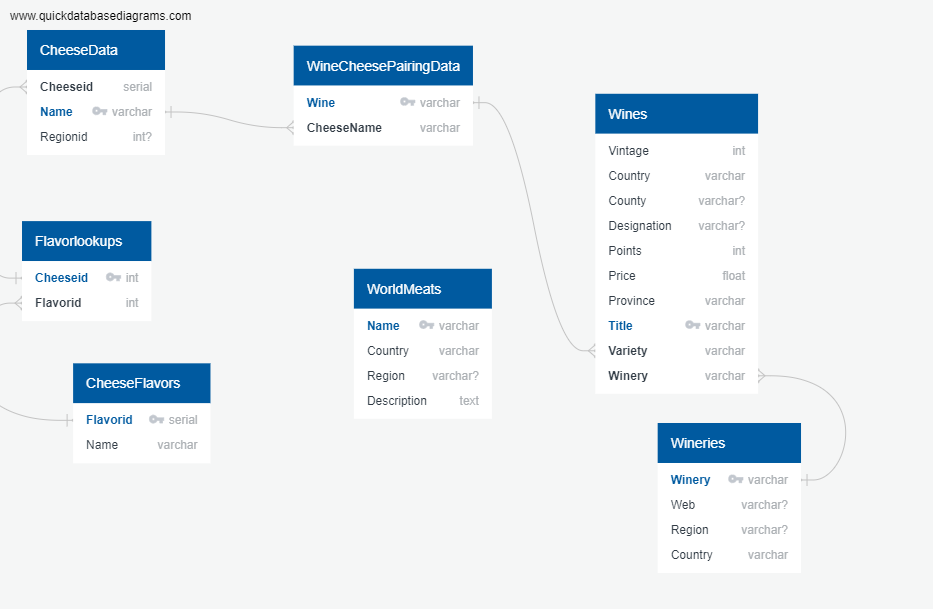 www.quickdatabasediagrams.com
CheeseData
Cheeseid serial
Name varchar
Regionid int?
WineCheesePairingData
Wine varchar
CheeseName varchar
Wines
Vintage int
Country varchar
County varchar?
Designation varchar?
Points int
Price float
Province varchar
Title varchar
Variety varchar
Winery varchar
Flavorlookups
Cheeseid int
Flavorid int
WorldMeats
Name varchar
Country varchar
Region varchar?
Description text
CheeseFlavors
Flavorid serial
Name varchar
Wineries
Winery varchar
Web varchar?
Region varchar?
Country varchar